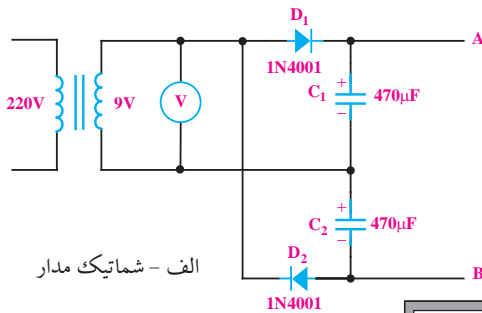 D₁
A
1N4001
+
C₁ 470µF
−
220V 9V V
+
C₂ 470µF
−
D₂
B
1N4001
الف - شماتیک مدار